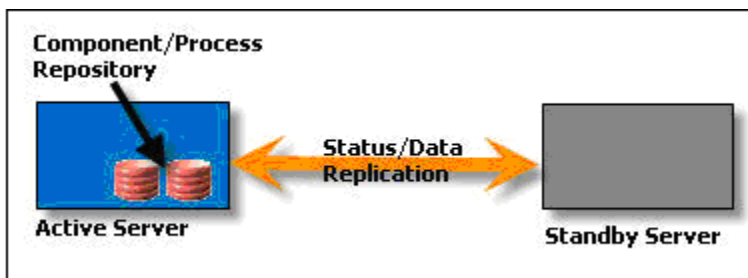 Component/Process
Repository
Status/Data
Replication
Active Server
Standby Server